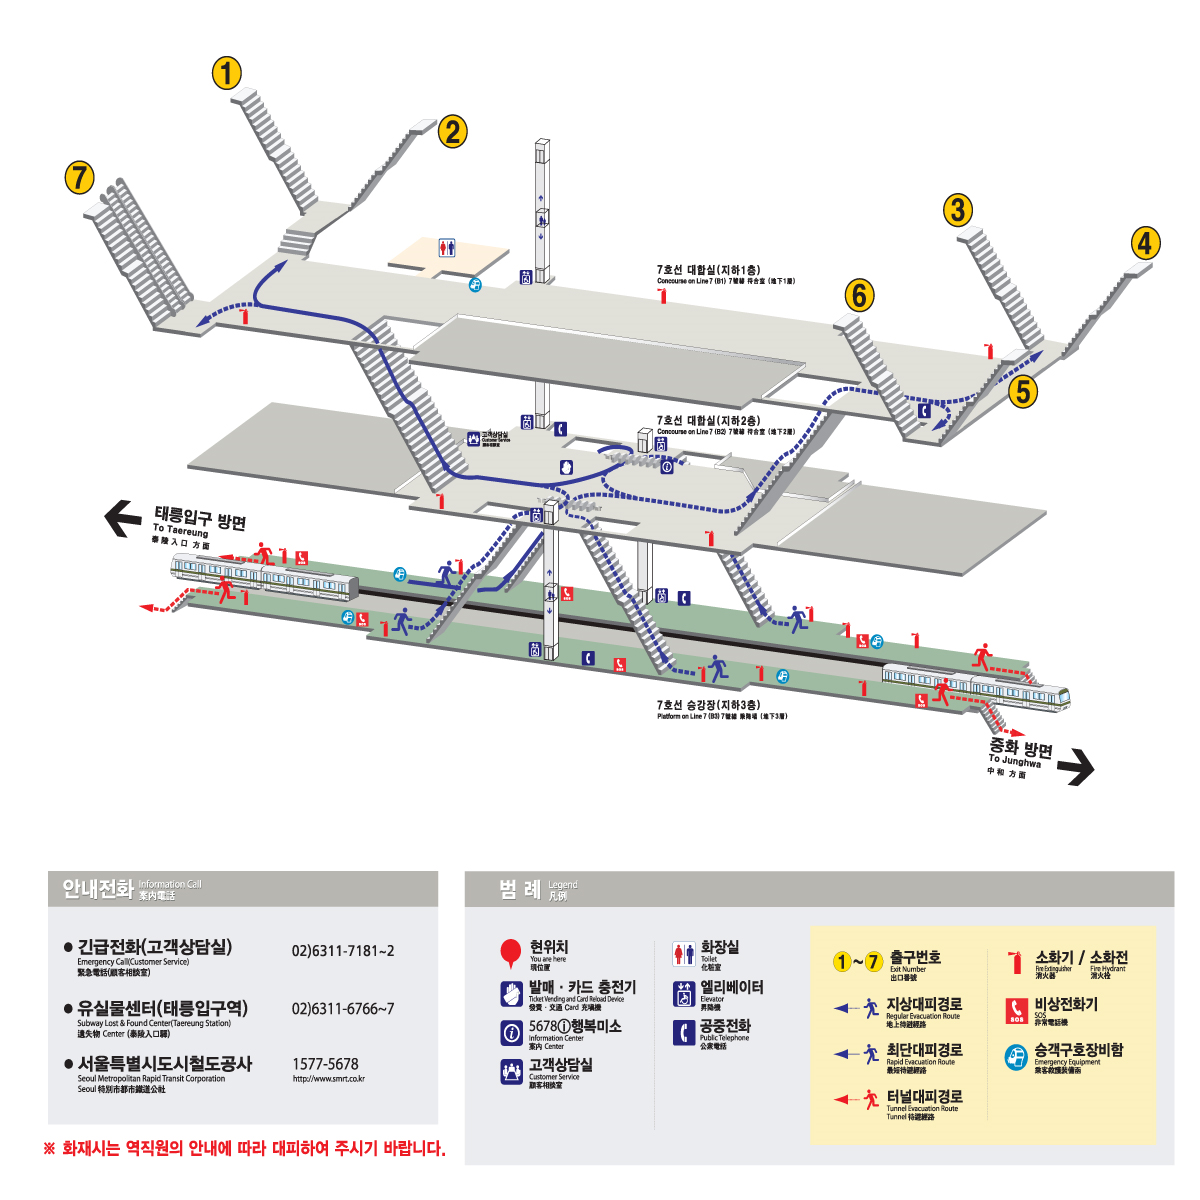 1
2
7
3
4
6
5
7호선 대합실(지하1층)
Concourse on Line 7 (B1) 7號線 待合室 (地下1層)
7호선 대합실(지하2층)
Concourse on Line 7 (B2) 7號線 待合室 (地下2層)
고객상담실
Customer Service
顧客相談室
태릉입구 방면
To Taereung
泰陵入口 方面
SOS
SOS
SOS
SOS
SOS
SOS
7호선 승강장(지하3층)
Platform on Line 7 (B3) 7號線 乘降場 (地下3層)
중화 방면
To Junghwa
中和 方面
안내전화 Information Call
案內電話
긴급전화(고객상담실) 02)6311-7181~2
Emergency Call(Customer Service)
緊急電話(顧客相談室)
유실물센터(태릉입구역) 02)6311-6766~7
Subway Lost & Found Center(Taereung Station)
遺失物 Center (泰陵入口驛)
서울특별시도시철도공사 1577-5678
Seoul Metropolitan Rapid Transit Corporation http://www.smrt.co.kr
Seoul 特別市都市鐵道公社
※ 화재시는 역직원의 안내에 따라 대피하여 주시기 바랍니다.
범 례 Legend
凡例
현위치
You are here
現位置
발매 · 카드 충전기
Ticket Vending and Card Reload Device
發賣 · 交通 Card 充塡機
5678ⓘ행복미소
Information Center
案內 Center
고객상담실
Customer Service
顧客相談室
화장실
Toilet
化粧室
엘리베이터
Elevator
昇降機
공중전화
Public Telephone
公衆電話
1~7 출구번호
Exit Number
出口番號
지상대피경로
Regular Evacuation Route
地上待避經路
최단대피경로
Rapid Evacuation Route
最短待避經路
터널대피경로
Tunnel Evacuation Route
Tunnel 待避經路
소화기 / 소화전
Fire Extinguisher Fire Hydrant
消火器 消火栓
SOS
비상전화기
SOS
非常電話機
승객구호장비함
Emergency Equipment
乘客救護裝備函